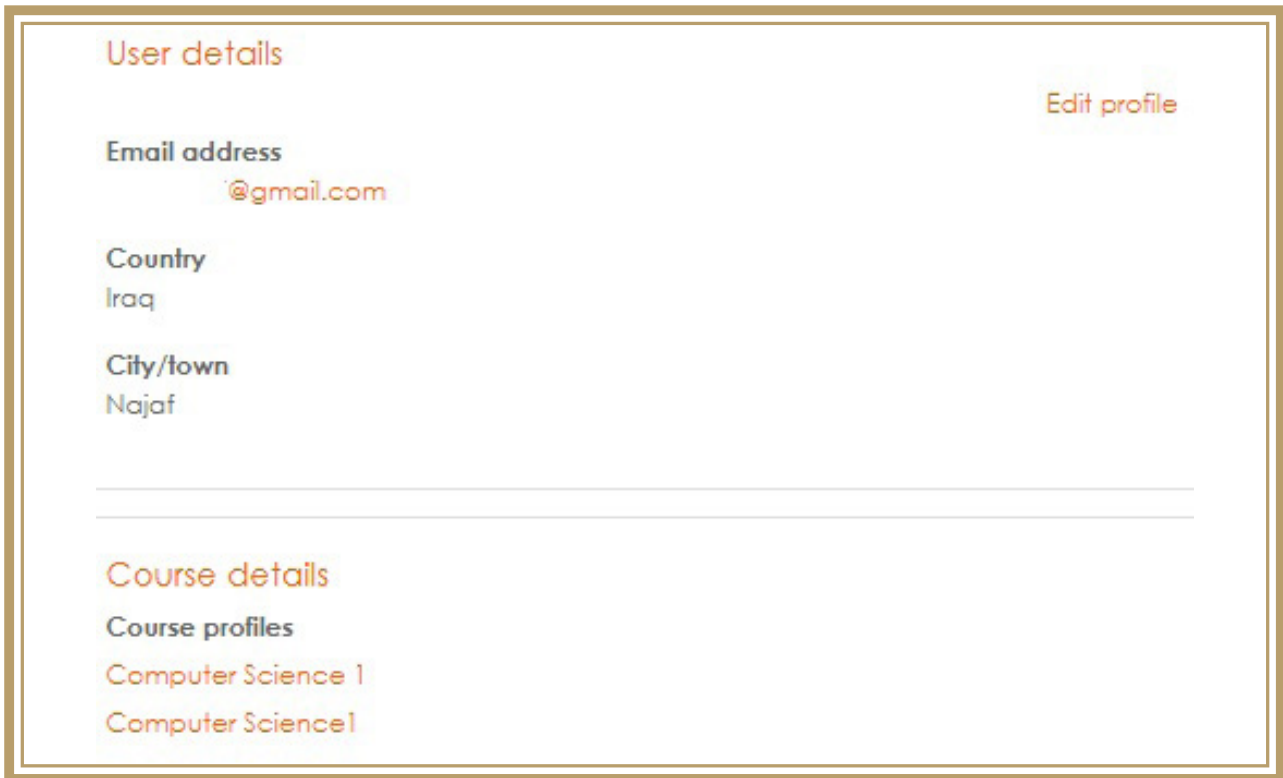 User details
Edit profile
Email address
@gmail.com
Country
Iraq
City/town
Najaf
Course details
Course profiles
Computer Science 1
Computer Science1